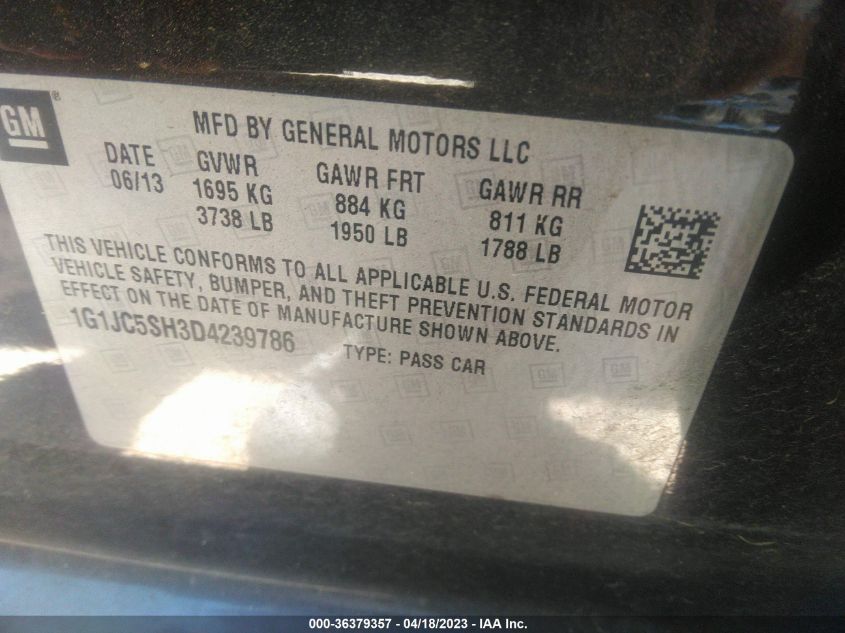 GM®
MFD BY GENERAL MOTORS LLC
DATE GVWR GAWR FRT GAWR RR
06/13 1695 KG 884 KG 811 KG
3738 LB 1950 LB 1788 LB
THIS VEHICLE CONFORMS TO ALL APPLICABLE U.S. FEDERAL MOTOR
VEHICLE SAFETY, BUMPER, AND THEFT PREVENTION STANDARDS IN
EFFECT ON THE DATE OF MANUFACTURE SHOWN ABOVE.
1G1JC5SH3D4239786 TYPE: PASS CAR
000-36379357 - 04/18/2023 - IAA Inc.